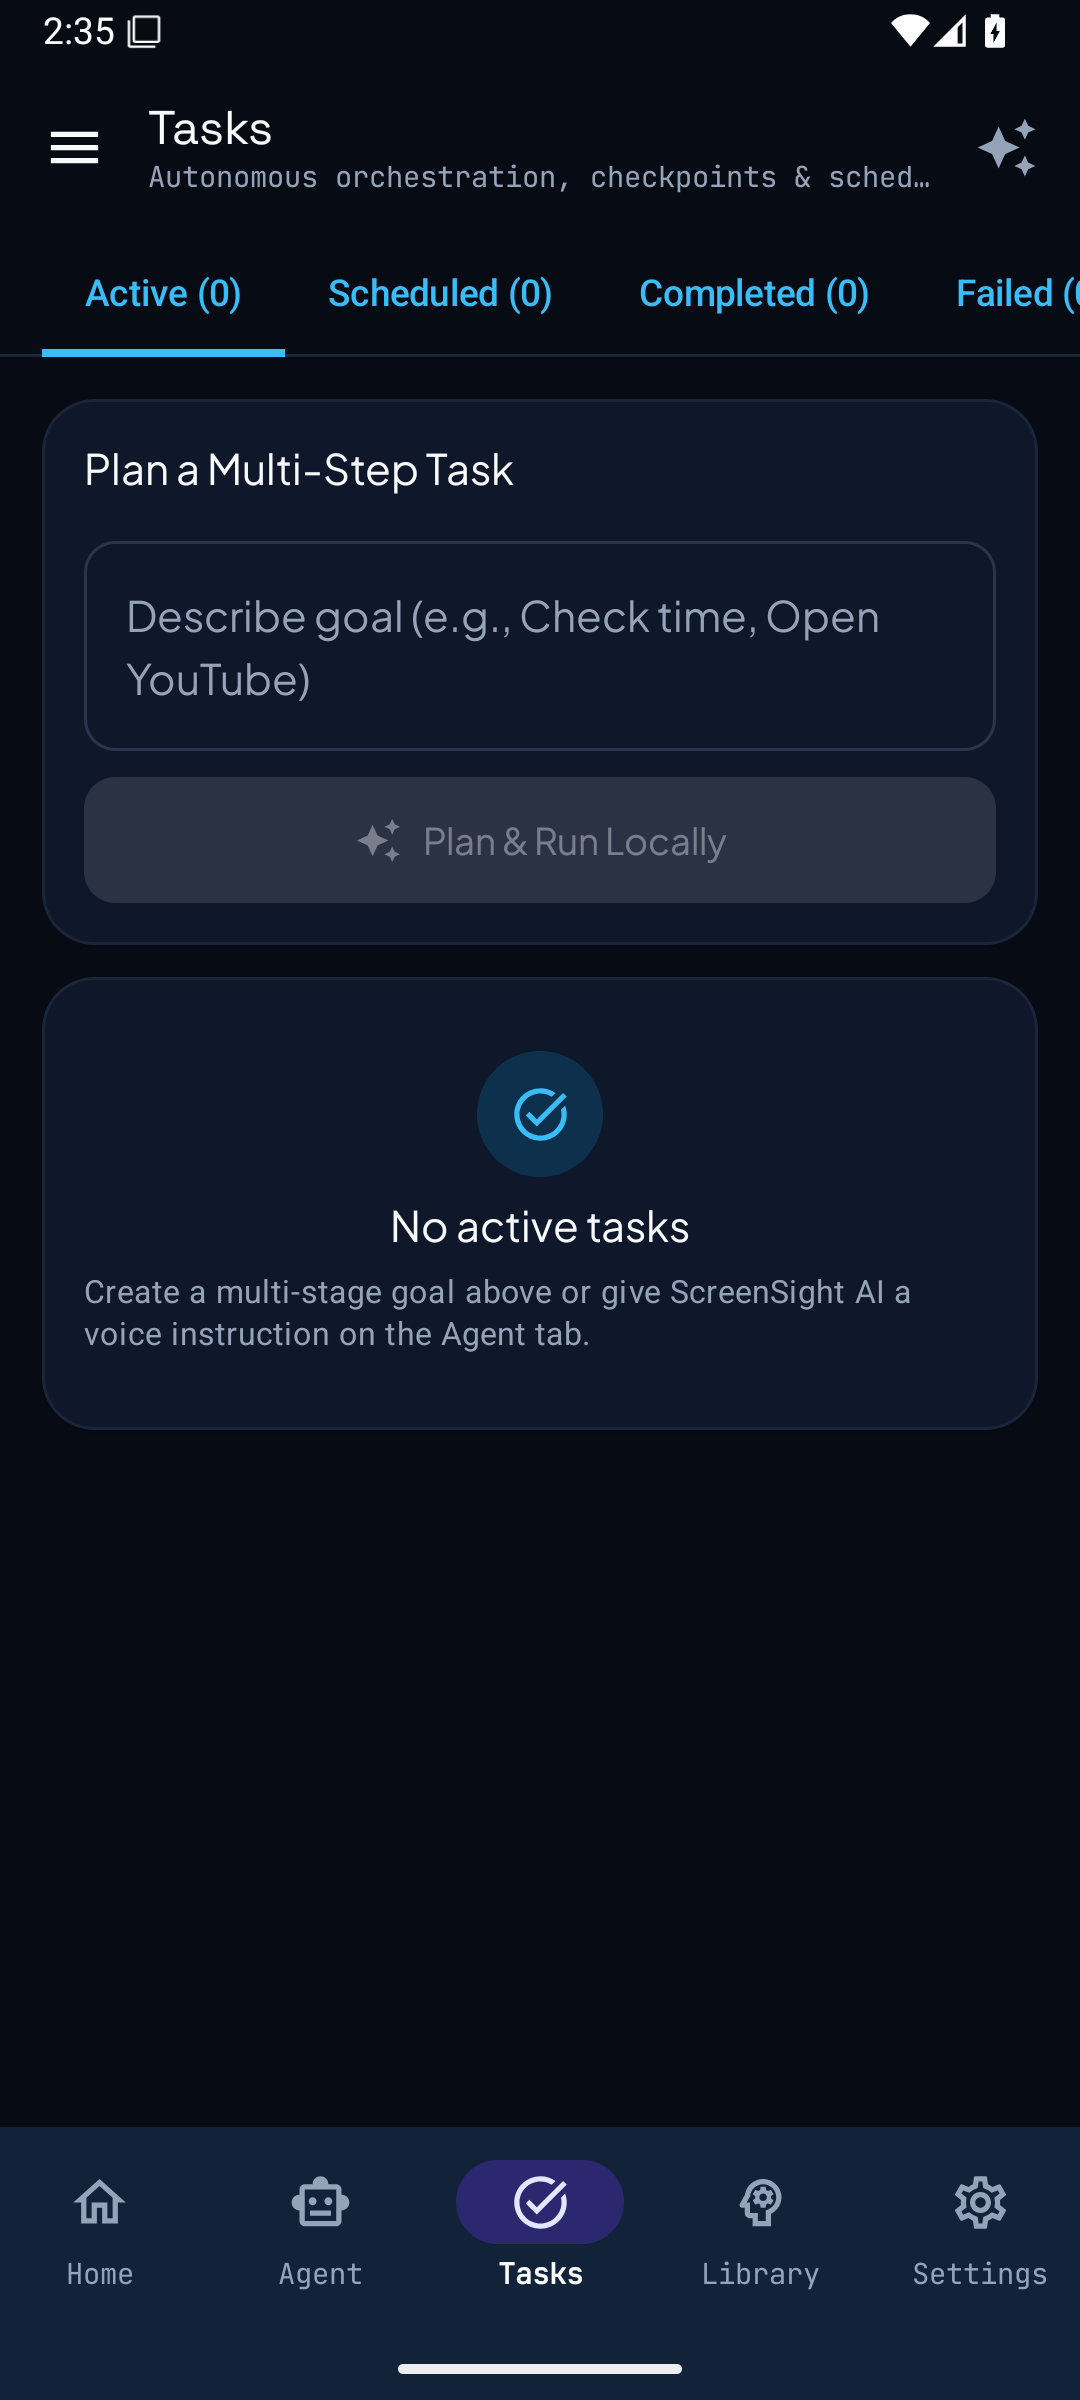 2:35
Tasks
Autonomous orchestration, checkpoints & sched…
Active (0)
Scheduled (0)
Completed (0)
Failed (0
Plan a Multi-Step Task
Describe goal (e.g., Check time, Open
YouTube)
Plan & Run Locally
No active tasks
Create a multi-stage goal above or give ScreenSight AI a
voice instruction on the Agent tab.
Home
Agent
Tasks
Library
Settings